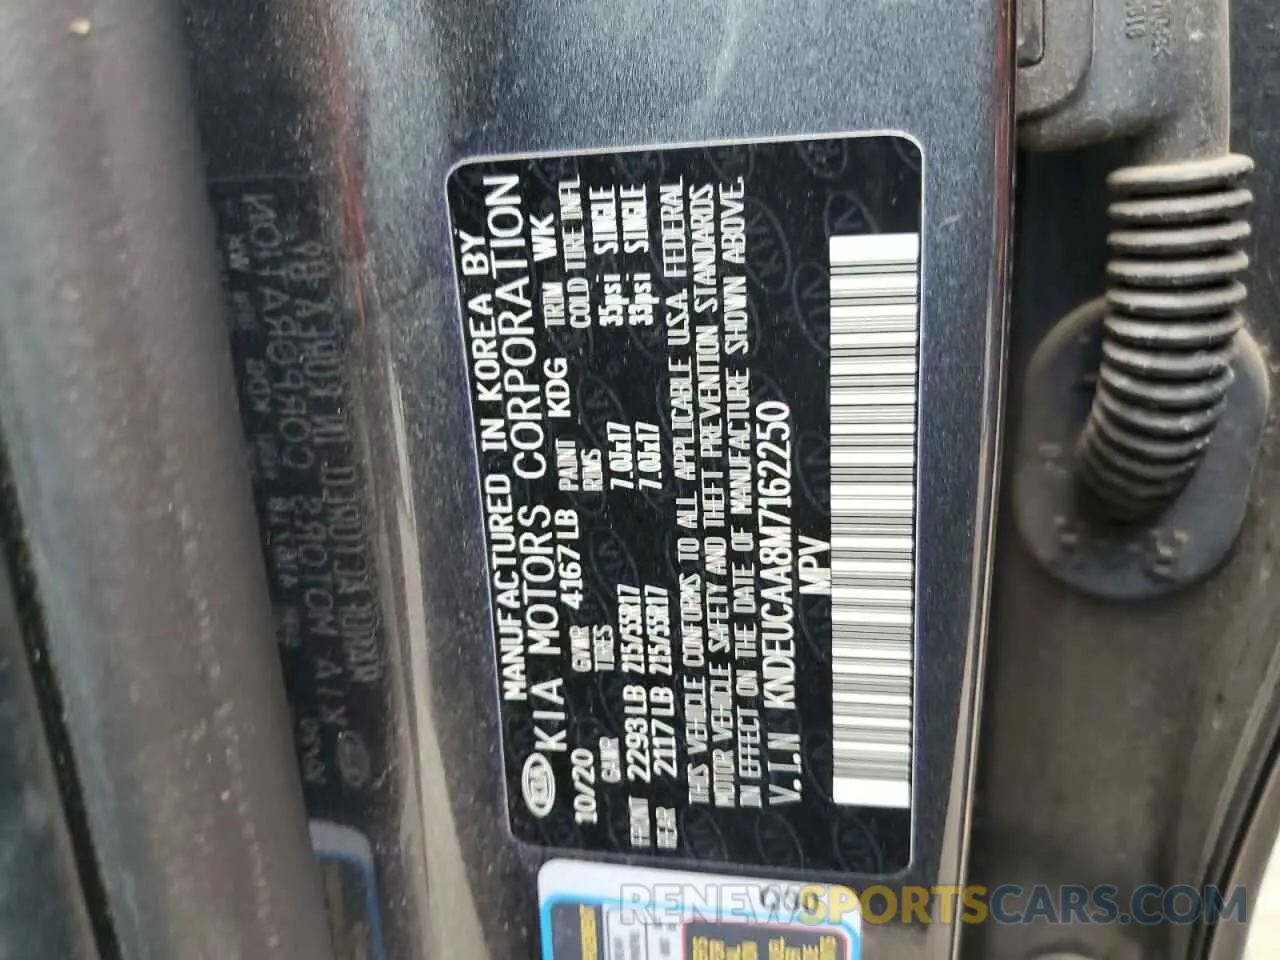 MANUFACTURED IN KOREA BY
KIA KIA MOTORS CORPORATION
10/20 GVWR 4167 LB PAINT KDG TRIM WK
GAWR TIRES RIMS COLD TIRE INFL
FRONT 2293 LB 215/55R17 7.0Jx17 35psi SINGLE
REAR 2117 LB 215/55R17 7.0Jx17 33psi SINGLE
THIS VEHICLE CONFORMS TO ALL APPLICABLE U.S.A. FEDERAL
MOTOR VEHICLE SAFETY AND THEFT PREVENTION STANDARDS
IN EFFECT ON THE DATE OF MANUFACTURE SHOWN ABOVE.
V.I.N KNDEUCAA8M7162250
MPV
RENEWSPORTSCARS.COM